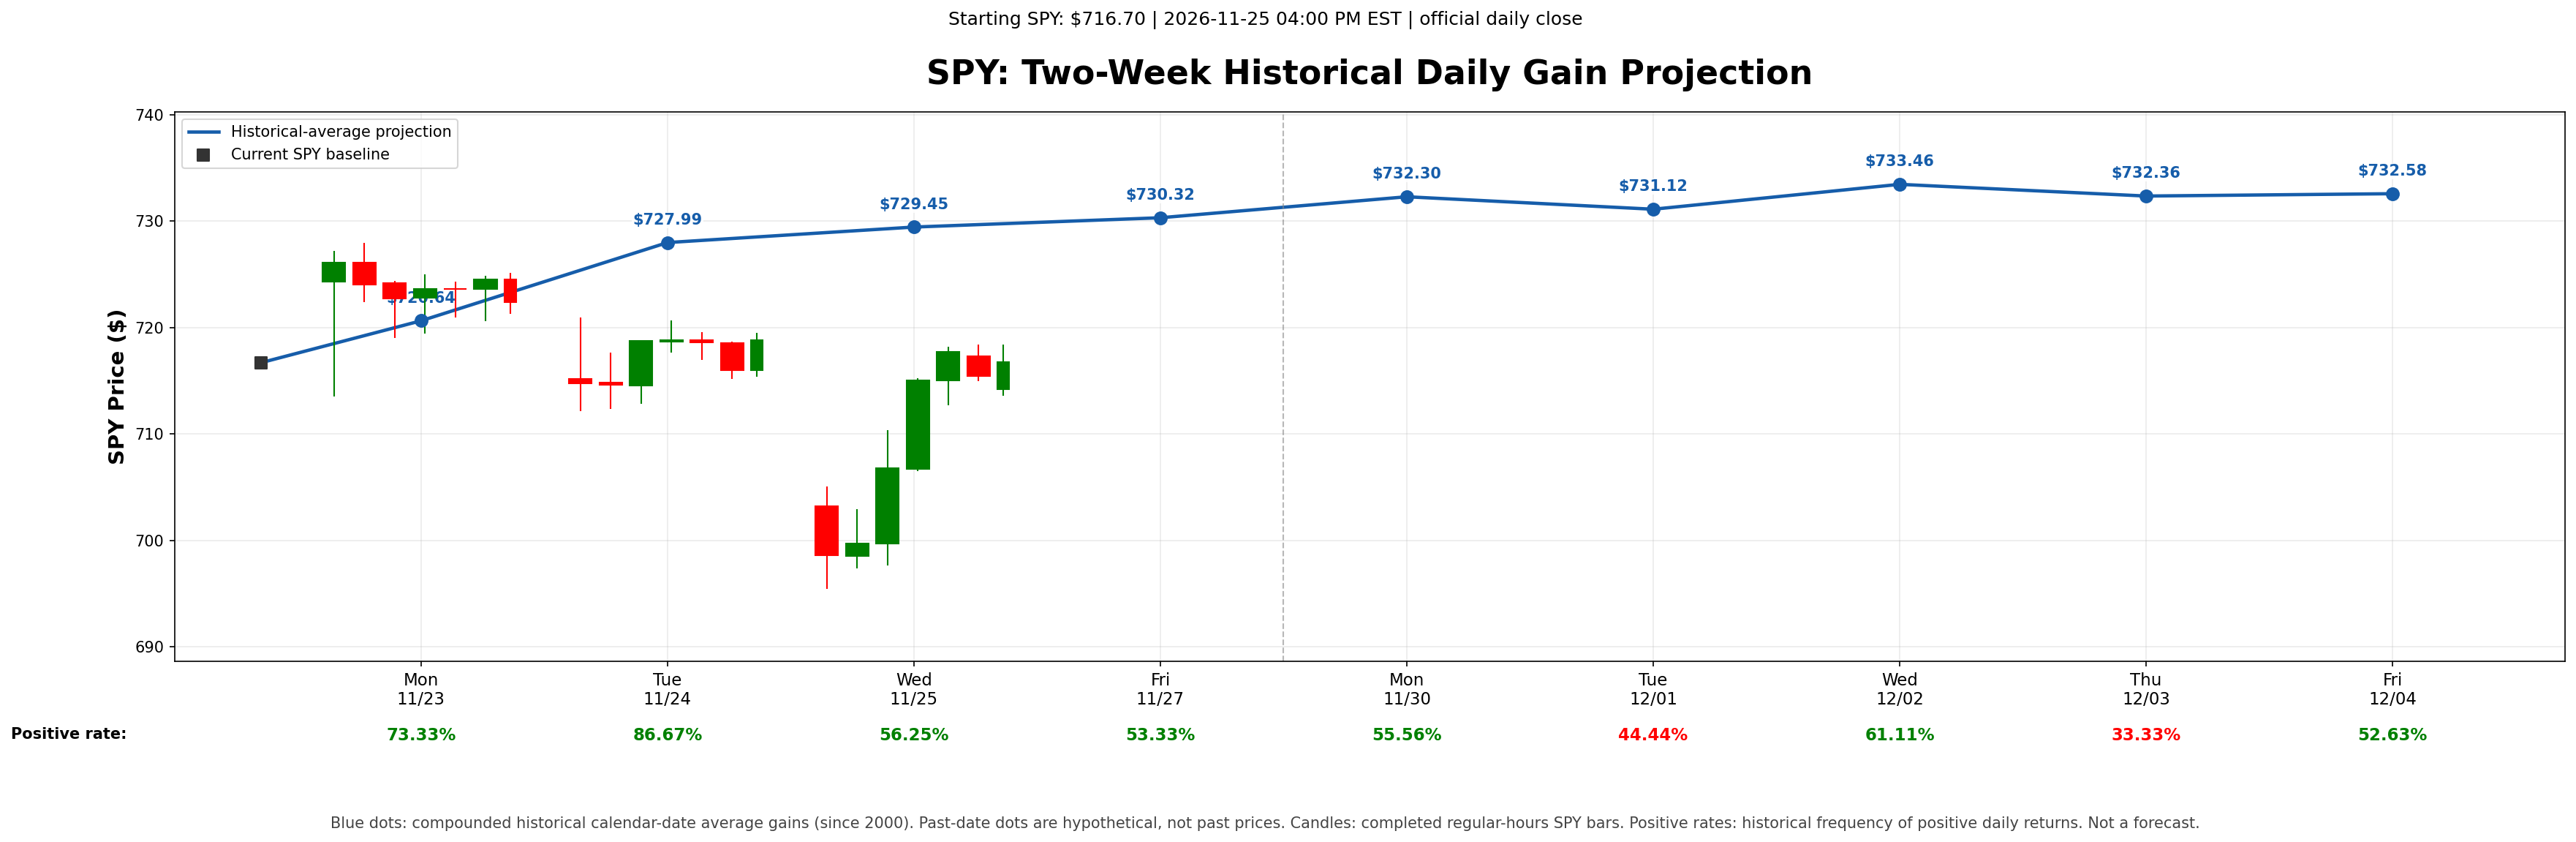 Starting SPY: $716.70 | 2026-11-25 04:00 PM EST | official daily close
SPY: Two-Week Historical Daily Gain Projection
Historical-average projection
Current SPY baseline
SPY Price ($)
740
730
720
710
700
690
$720.64
$727.99
$729.45
$730.32
$732.30
$731.12
$733.46
$732.36
$732.58
Mon
11/23
Tue
11/24
Wed
11/25
Fri
11/27
Mon
11/30
Tue
12/01
Wed
12/02
Thu
12/03
Fri
12/04
Positive rate: 73.33% 86.67% 56.25% 53.33% 55.56% 44.44% 61.11% 33.33% 52.63%
Blue dots: compounded historical calendar-date average gains (since 2000). Past-date dots are hypothetical, not past prices. Candles: completed regular-hours SPY bars. Positive rates: historical frequency of positive daily returns. Not a forecast.